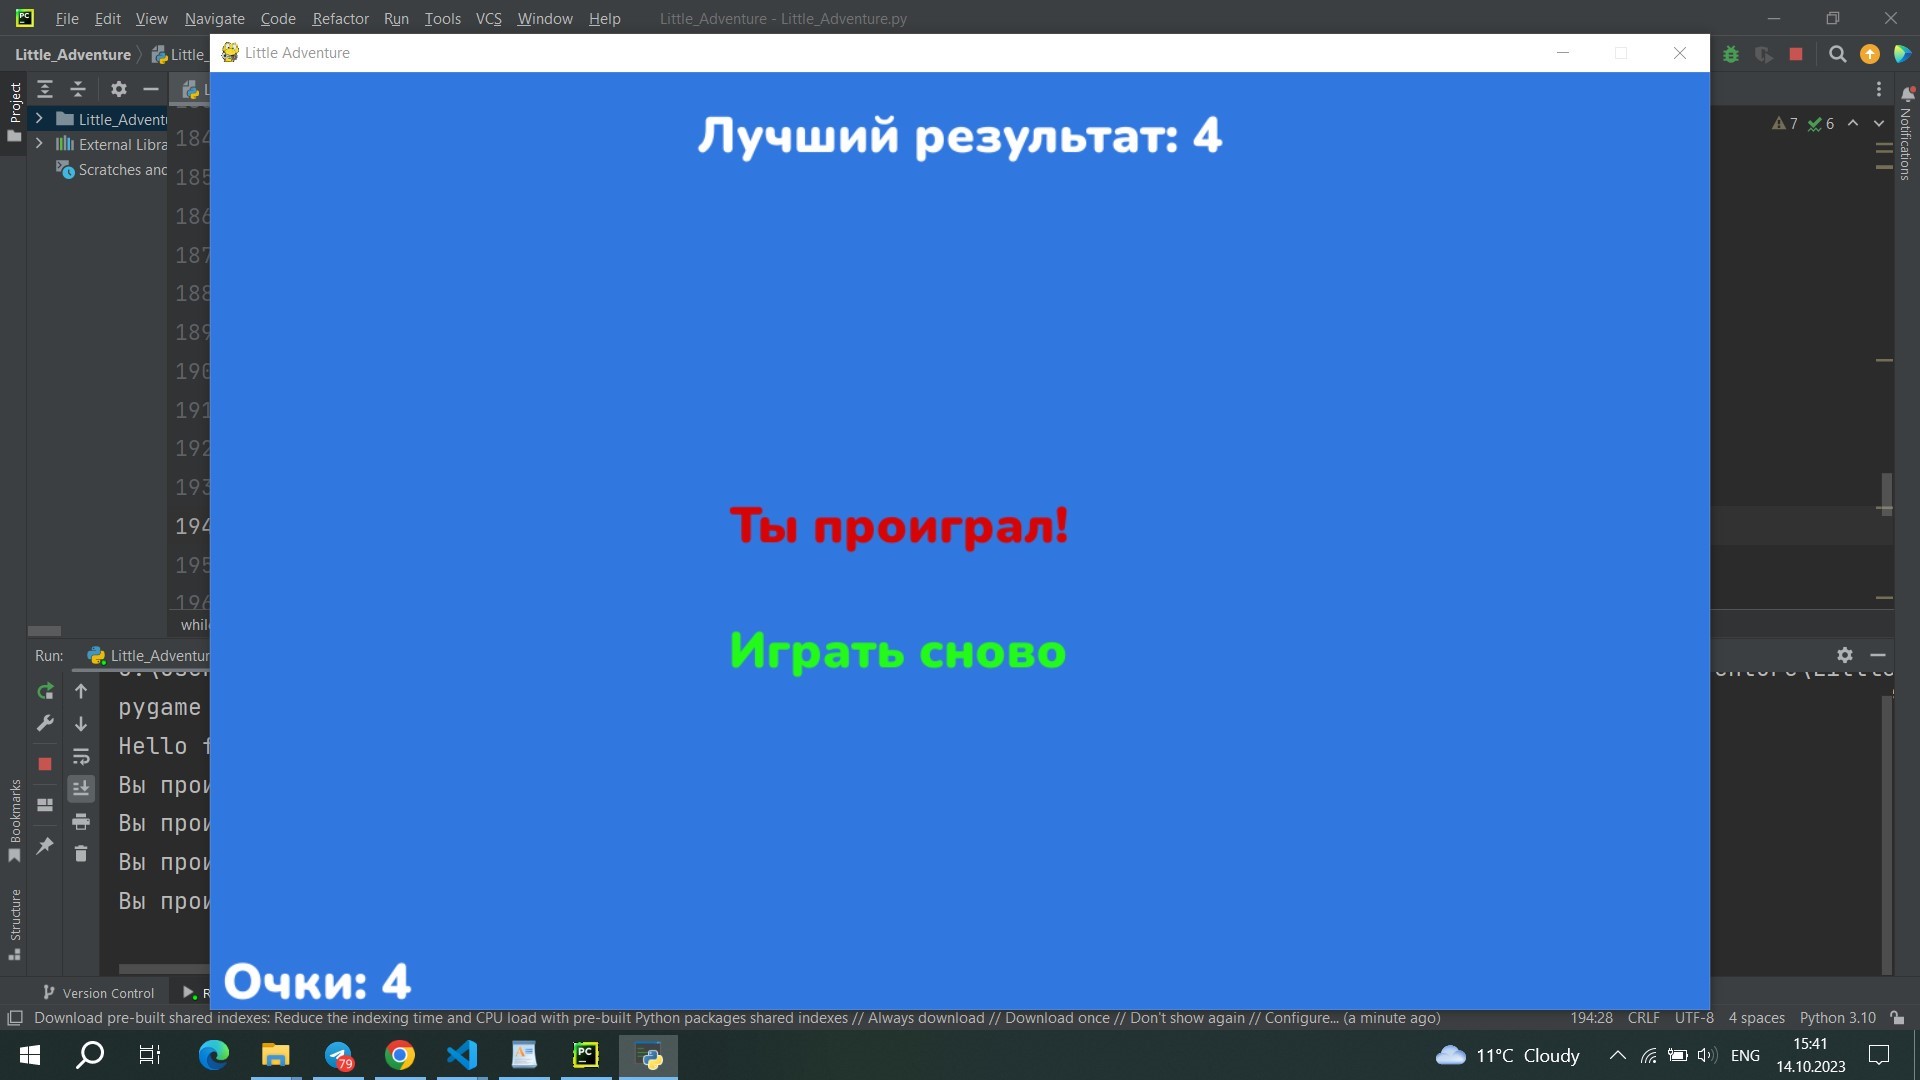 File Edit View Navigate Code Refactor Run Tools VCS Window Help Little_Adventure - Little_Adventure.py
Little_Adventure Little_
Little Adventure
Project
Little_Advent
External Libra
Scratches and
184
185
186
187
188
189
190
191
192
193
194
195
196
7 6
Notifications
Лучший результат: 4
Ты проиграл!
Играть сново
Очки: 4
whil
Run: Little_Adventur
pygame
Hello f
Вы прои
Вы прои
Вы прои
Вы прои
Bookmarks
Structure
Version Control R
Download pre-built shared indexes: Reduce the indexing time and CPU load with pre-built Python packages shared indexes // Always download // Download once // Don't show again // Configure... (a minute ago) 194:28 CRLF UTF-8 4 spaces Python 3.10
79 11°C Cloudy ENG 15:41
14.10.2023